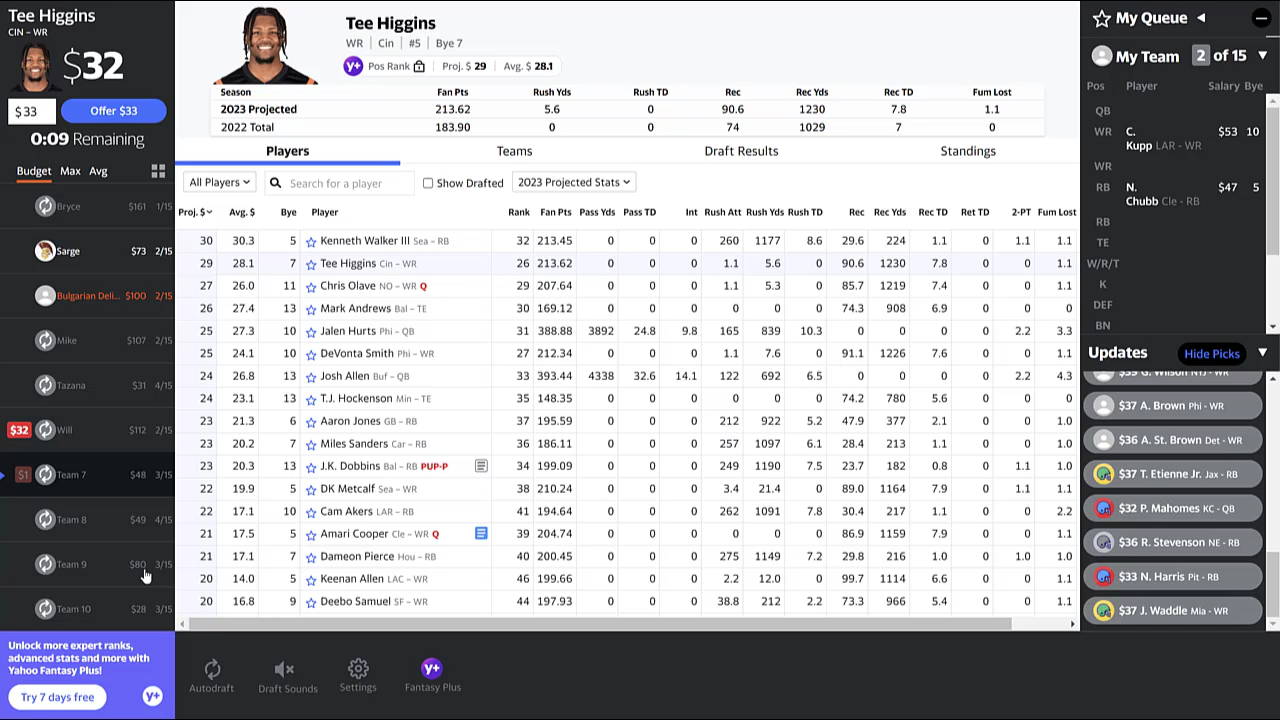 Tee Higgins
CIN – WR
$32
$ 33
Offer $33
0:09 Remaining
Budget Max Avg
Bryce $161 1/15
Sarge $73 2/15
Bulgarian Deli... $100 2/15
Mike $107 2/15
Tazana $31 4/15
$32 Will $112 2/15
$1 Team 7 $48 3/15
Team 8 $49 4/15
Team 9 $80 3/15
Team 10 $28 3/15
Unlock more expert ranks,
advanced stats and more with
Yahoo Fantasy Plus!
Try 7 days free
y+
Tee Higgins
WR Cin #5 Bye 7
y+ Pos Rank Proj. $ 29 Avg. $ 28.1
Season Fan Pts Rush Yds Rush TD Rec Rec Yds Rec TD Fum Lost
2023 Projected 213.62 5.6 0 90.6 1230 7.8 1.1
2022 Total 183.90 0 0 74 1029 7 0
Players Teams Draft Results Standings
All Players Search for a player Show Drafted 2023 Projected Stats
Proj. $ Avg. $ Bye Player Rank Fan Pts Pass Yds Pass TD Int Rush Att Rush Yds Rush TD Rec Rec Yds Rec TD Ret TD 2-PT Fum Lost
30 30.3 5 Kenneth Walker III Sea – RB 32 213.45 0 0 0 260 1177 8.6 29.6 224 1.1 0 1.1 1.1
29 28.1 7 Tee Higgins Cin – WR 26 213.62 0 0 0 1.1 5.6 0 90.6 1230 7.8 0 0 1.1
27 26.0 11 Chris Olave NO – WR Q 29 207.64 0 0 0 1.1 5.3 0 85.7 1219 7.4 0 0 1.1
26 27.4 13 Mark Andrews Bal – TE 30 169.12 0 0 0 0 0 0 74.3 908 6.9 0 0 0
25 27.3 10 Jalen Hurts Phi – QB 31 388.88 3892 24.8 9.8 165 839 10.3 0 0 0 0 2.2 3.3
25 24.1 10 DeVonta Smith Phi – WR 27 212.34 0 0 0 1.1 7.6 0 91.1 1226 7.6 0 0 1.1
24 26.8 13 Josh Allen Buf – QB 33 393.44 4338 32.6 14.1 122 692 6.5 0 0 0 0 2.2 4.3
24 23.1 13 T.J. Hockenson Min – TE 35 148.35 0 0 0 0 0 0 74.2 780 5.6 0 0 0
23 21.3 6 Aaron Jones GB – RB 37 195.59 0 0 0 212 922 5.2 47.9 377 2.1 0 0 1.0
23 20.2 7 Miles Sanders Car – RB 36 186.11 0 0 0 257 1097 6.1 28.4 213 1.1 0 0 1.0
23 20.3 13 J.K. Dobbins Bal – RB PUP-P 34 199.09 0 0 0 249 1190 7.5 23.7 182 0.8 0 1.1 1.0
22 19.9 5 DK Metcalf Sea – WR 38 210.24 0 0 0 3.4 21.4 0 89.0 1164 7.9 0 1.1 1.1
22 17.1 10 Cam Akers LAR – RB 41 194.64 0 0 0 262 1091 7.8 30.4 217 1.1 0 0 2.2
21 17.5 5 Amari Cooper Cle – WR Q 39 204.74 0 0 0 0 0 0 86.9 1159 7.9 0 0 1.1
21 17.1 7 Dameon Pierce Hou – RB 40 200.45 0 0 0 275 1149 7.2 29.8 216 1.0 0 1.0 1.0
20 14.0 5 Keenan Allen LAC – WR 46 199.66 0 0 0 2.2 12.0 0 99.7 1114 6.6 0 0 1.1
20 16.8 9 Deebo Samuel SF – WR 44 197.93 0 0 0 38.8 212 2.2 73.3 966 5.4 0 0 1.1
Autodraft Draft Sounds Settings Fantasy Plus
y+
My Queue
My Team 2 of 15
Pos Player Salary Bye
QB
WR C. Kupp LAR - WR $53 10
WR
RB N. Chubb Cle - RB $47 5
RB
TE
W/R/T
K
DEF
BN
Updates Hide Picks
$39 G. Wilson NYJ - WR
$37 A. Brown Phi - WR
$36 A. St. Brown Det - WR
$37 T. Etienne Jr. Jax - RB
$32 P. Mahomes KC - QB
$36 R. Stevenson NE - RB
$33 N. Harris Pit - RB
$37 J. Waddle Mia - WR